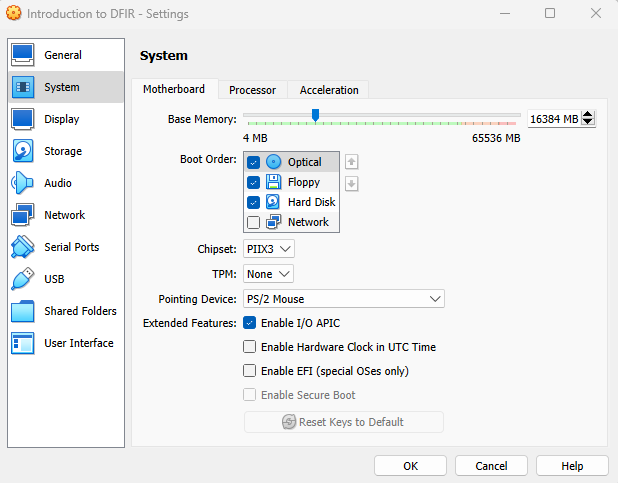 Introduction to DFIR - Settings
General
System
Display
Storage
Audio
Network
Serial Ports
USB
Shared Folders
User Interface
System
Motherboard Processor Acceleration
Base Memory: 16384 MB
4 MB 65536 MB
Boot Order: Optical
Floppy
Hard Disk
Network
Chipset: PIIX3
TPM: None
Pointing Device: PS/2 Mouse
Extended Features: Enable I/O APIC
Enable Hardware Clock in UTC Time
Enable EFI (special OSes only)
Enable Secure Boot
Reset Keys to Default
OK Cancel Help